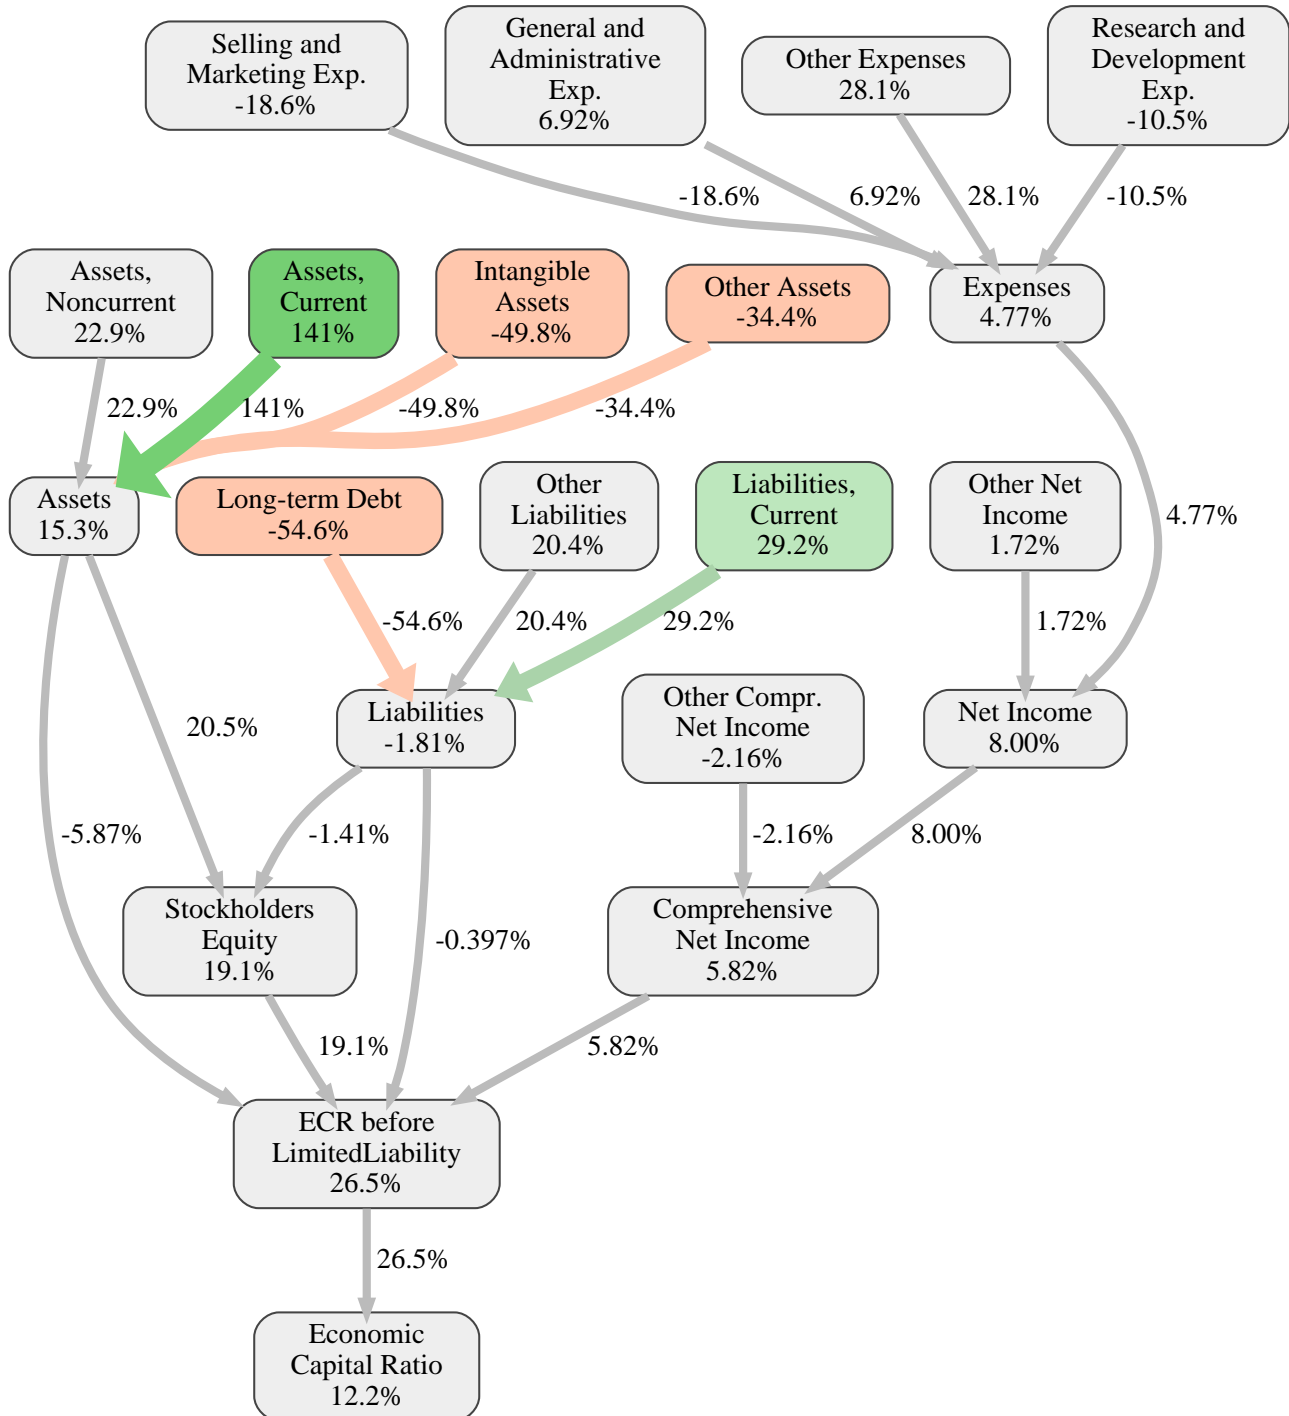 Selling and
Marketing Exp.
-18.6%
General and
Administrative
Exp.
6.92%
Other Expenses
28.1%
Research and
Development
Exp.
-10.5%
-18.6%
6.92%
28.1%
-10.5%
Assets,
Noncurrent
22.9%
Assets,
Current
141%
Intangible
Assets
-49.8%
Other Assets
-34.4%
Expenses
4.77%
22.9%
141%
-49.8%
-34.4%
Assets
15.3%
Long-term Debt
-54.6%
Other
Liabilities
20.4%
Liabilities,
Current
29.2%
Other Net
Income
1.72%
4.77%
-54.6%
20.4%
29.2%
1.72%
20.5%
Liabilities
-1.81%
Other Compr.
Net Income
-2.16%
Net Income
8.00%
-5.87%
-1.41%
-2.16%
8.00%
Stockholders
Equity
19.1%
-0.397%
Comprehensive
Net Income
5.82%
19.1%
5.82%
ECR before
LimitedLiability
26.5%
26.5%
Economic
Capital Ratio
12.2%